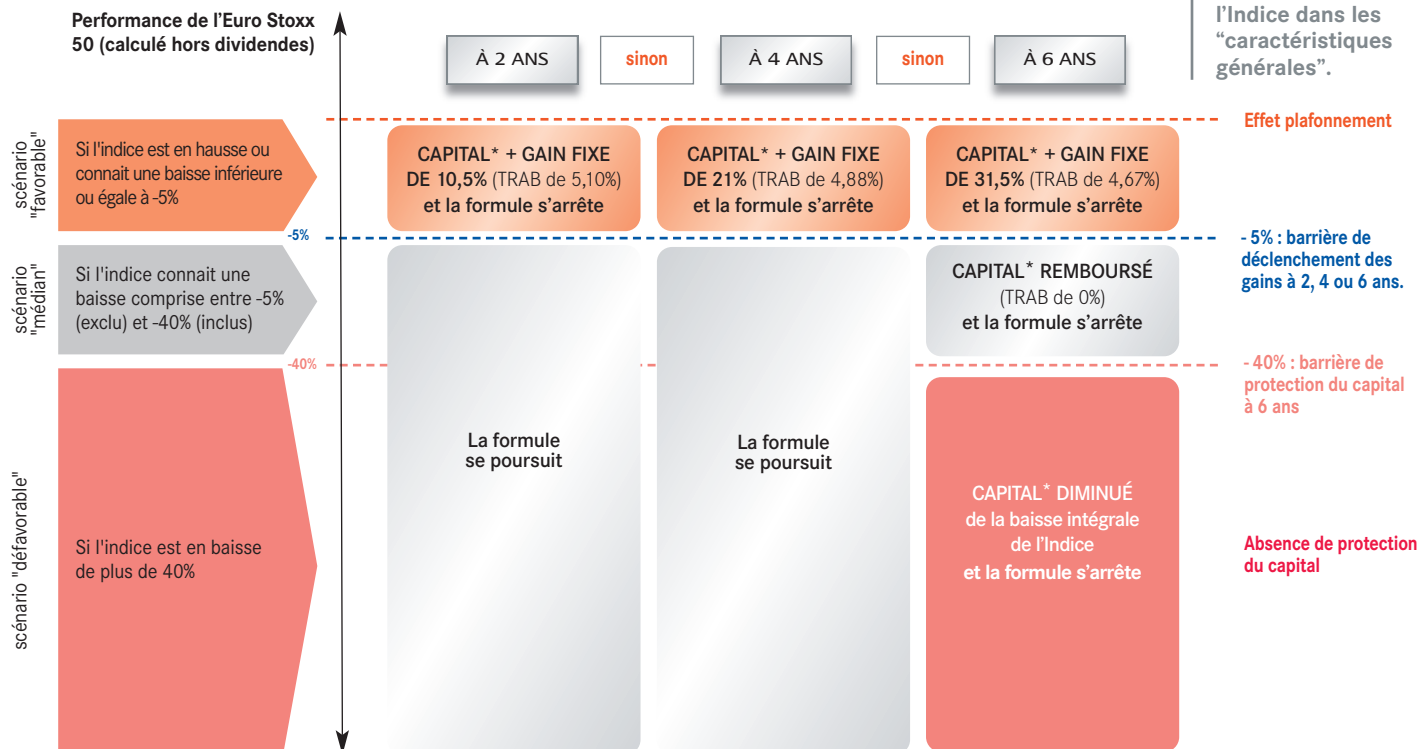 Performance de l'Euro Stoxx
50 (calculé hors dividendes)
À 2 ANS
sinon
À 4 ANS
sinon
À 6 ANS
l'Indice dans les
“caractéristiques
générales”.
scénario
"favorable"
Si l'indice est en hausse ou
connait une baisse inférieure
ou égale à -5%
CAPITAL* + GAIN FIXE
DE 10,5% (TRAB de 5,10%)
et la formule s’arrête
CAPITAL* + GAIN FIXE
DE 21% (TRAB de 4,88%)
et la formule s’arrête
CAPITAL* + GAIN FIXE
DE 31,5% (TRAB de 4,67%)
et la formule s’arrête
Effet plafonnement
-5%
- 5% : barrière de
déclenchement des
gains à 2, 4 ou 6 ans.
scénario
"médian"
Si l'indice connait une
baisse comprise entre -5%
(exclu) et -40% (inclus)
CAPITAL* REMBOURSÉ
(TRAB de 0%)
et la formule s’arrête
-40%
- 40% : barrière de
protection du capital
à 6 ans
scénario "défavorable"
Si l'indice est en baisse
de plus de 40%
La formule
se poursuit
La formule
se poursuit
CAPITAL* DIMINUÉ
de la baisse intégrale
de l’Indice
et la formule s’arrête
Absence de protection
du capital